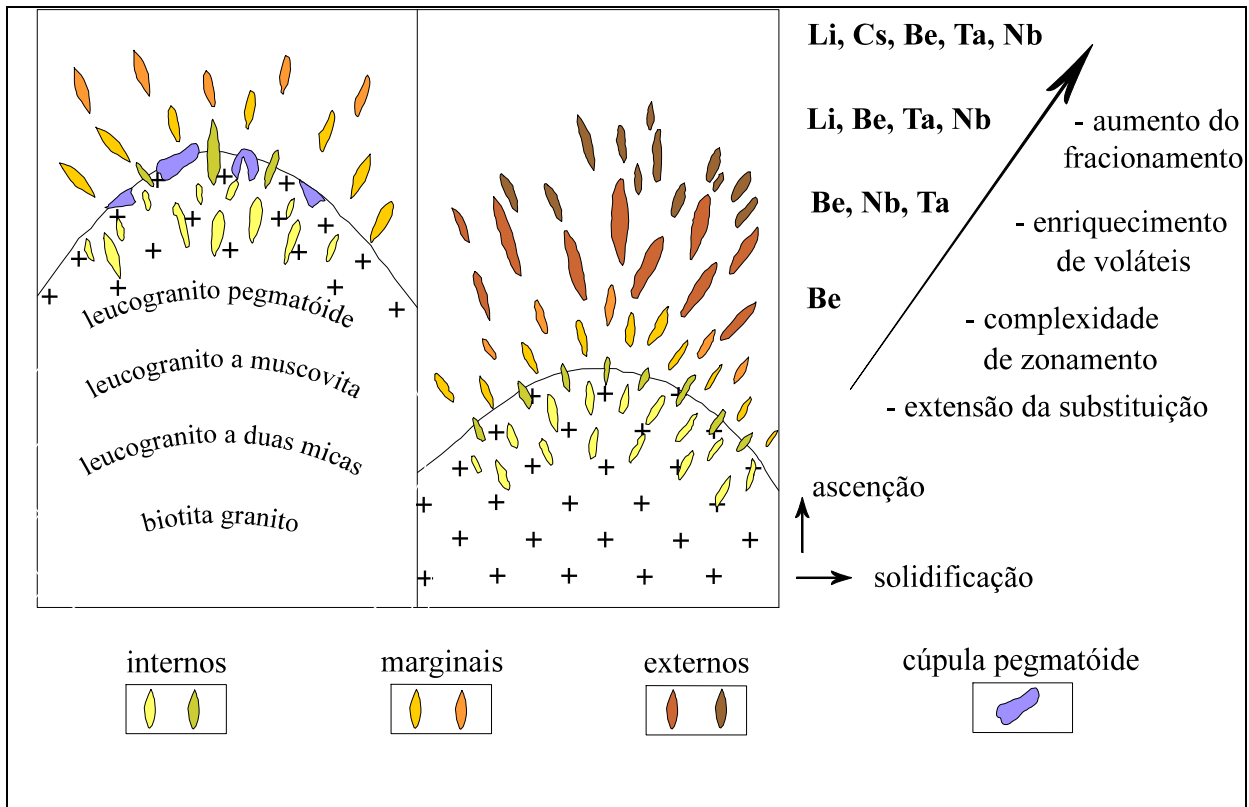 Li, Cs, Be, Ta, Nb
Li, Be, Ta, Nb
Be, Nb, Ta
Be
- aumento do
fracionamento
- enriquecimento
de voláteis
- complexidade
de zonamento
- extensão da substituição
leucogranito pegmatóide
leucogranito a muscovita
leucogranito a duas micas
biotita granito
ascenção
solidificação
internos
marginais
externos
cúpula pegmatóide